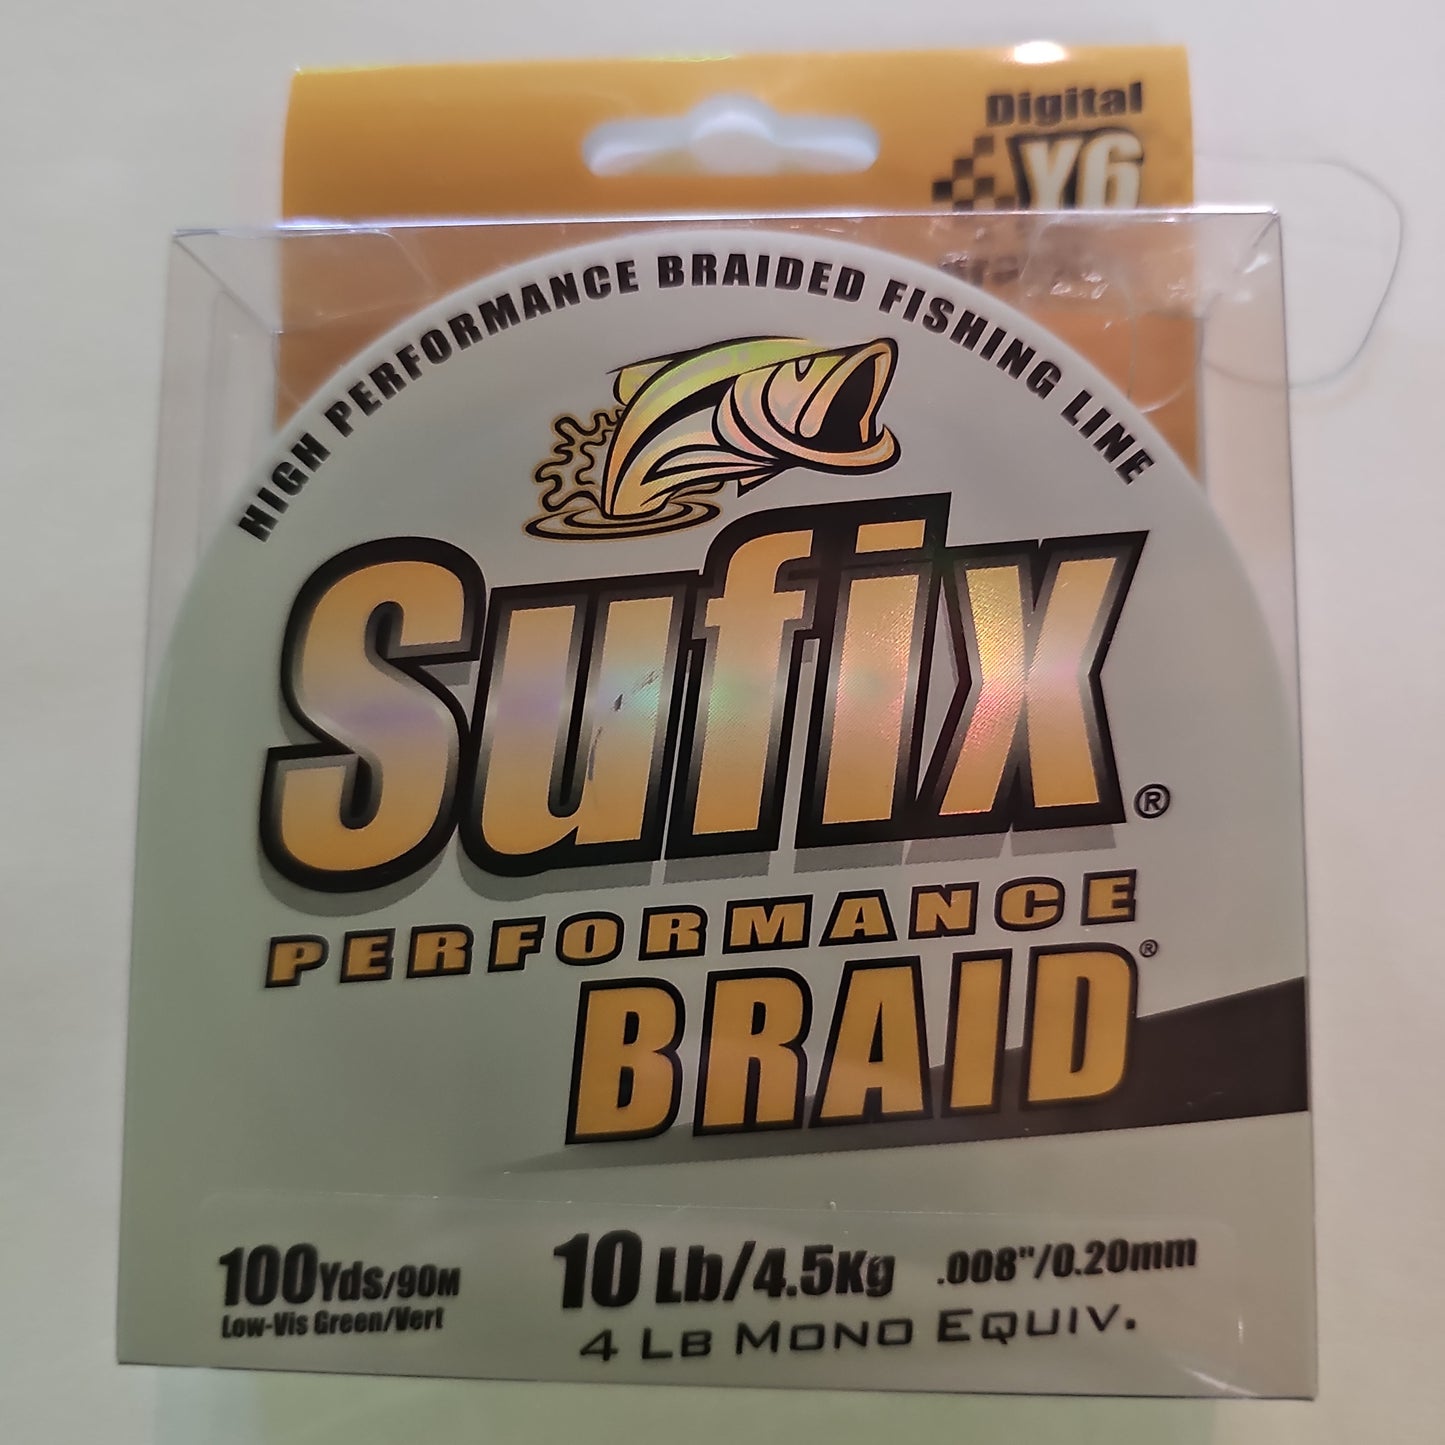 Digital
Y6
HIGH PERFORMANCE BRAIDED FISHING LINE
Sufix®
PERFORMANCE
BRAID®
100Yds/90M
Low-Vis Green/Vert
10 Lb/4.5Kg .008"/0.20mm
4 LB MONO EQUIV.